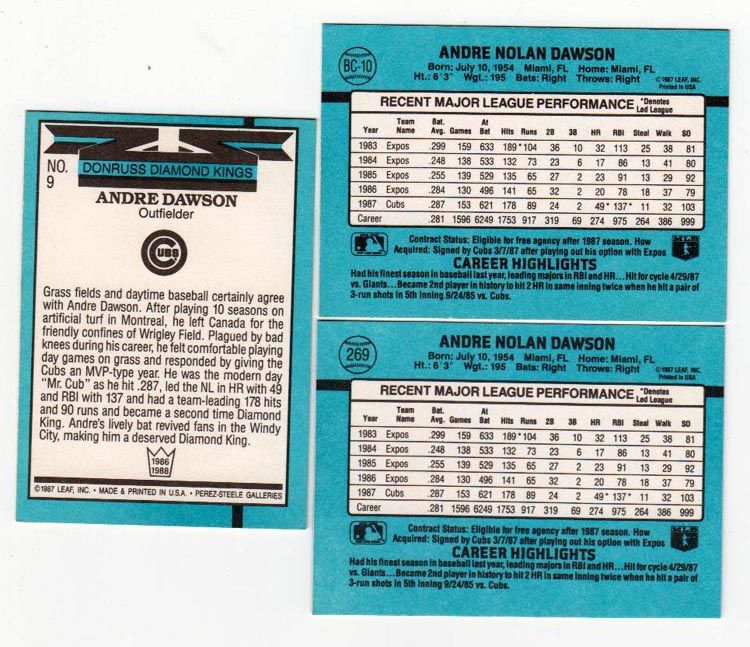 NO.
9
DONRUSS DIAMOND KINGS
ANDRE DAWSON
Outfielder
CUBS
Grass fields and daytime baseball certainly agree
with Andre Dawson. After playing 10 seasons on
artificial turf in Montreal, he left Canada for the
friendly confines of Wrigley Field. Plagued by bad
knees during his career, he felt comfortable playing
day games on grass and responded by giving the
Cubs an MVP-type year. He was the modern day
"Mr. Cub" as he hit .287, led the NL in HR with 49
and RBI with 137 and had a team-leading 178 hits
and 90 runs and became a second time Diamond
King. Andre's lively bat revived fans in the Windy
City, making him a deserved Diamond King.
1986
1988
©1987 LEAF, INC. • MADE & PRINTED IN U.S.A. • PEREZ-STEELE GALLERIES
BC-10
ANDRE NOLAN DAWSON
Born: July 10, 1954 Miami, FL Home: Miami, FL
Ht.: 6'3" Wgt.: 195 Bats: Right Throws: Right
©1987 LEAF, INC.
Printed in USA
RECENT MAJOR LEAGUE PERFORMANCE *Denotes Led League
Year Team Name Bat. Avg. Games At Bat Hits Runs 2B 3B HR RBI Steal Walk SO
1983 Expos .299 159 633 189* 104 36 10 32 113 25 38 81
1984 Expos .248 138 533 132 73 23 6 17 86 13 41 80
1985 Expos .255 139 529 135 65 27 2 23 91 13 29 92
1986 Expos .284 130 496 141 65 32 2 20 78 18 37 79
1987 Cubs .287 153 621 178 89 24 2 49* 137* 11 32 103
Career .281 1596 6249 1753 917 319 69 274 975 264 386 999
Contract Status: Eligible for free agency after 1987 season. How
Acquired: Signed by Cubs 3/7/87 after playing out his option with Expos
CAREER HIGHLIGHTS
Had his finest season in baseball last year, leading majors in RBI and HR...Hit for cycle 4/29/87
vs. Giants...Became 2nd player in history to hit 2 HR in same inning twice when he hit a pair of
3-run shots in 5th inning 9/24/85 vs. Cubs.
269
ANDRE NOLAN DAWSON
Born: July 10, 1954 Miami, FL Home: Miami, FL
Ht.: 6'3" Wgt.: 195 Bats: Right Throws: Right
©1987 LEAF, INC.
Printed in USA
RECENT MAJOR LEAGUE PERFORMANCE *Denotes Led League
Year Team Name Bat. Avg. Games At Bat Hits Runs 2B 3B HR RBI Steal Walk SO
1983 Expos .299 159 633 189* 104 36 10 32 113 25 38 81
1984 Expos .248 138 533 132 73 23 6 17 86 13 41 80
1985 Expos .255 139 529 135 65 27 2 23 91 13 29 92
1986 Expos .284 130 496 141 65 32 2 20 78 18 37 79
1987 Cubs .287 153 621 178 89 24 2 49* 137* 11 32 103
Career .281 1596 6249 1753 917 319 69 274 975 264 386 999
Contract Status: Eligible for free agency after 1987 season. How
Acquired: Signed by Cubs 3/7/87 after playing out his option with Expos
CAREER HIGHLIGHTS
Had his finest season in baseball last year, leading majors in RBI and HR...Hit for cycle 4/29/87
vs. Giants...Became 2nd player in history to hit 2 HR in same inning twice when he hit a pair of
3-run shots in 5th inning 9/24/85 vs. Cubs.